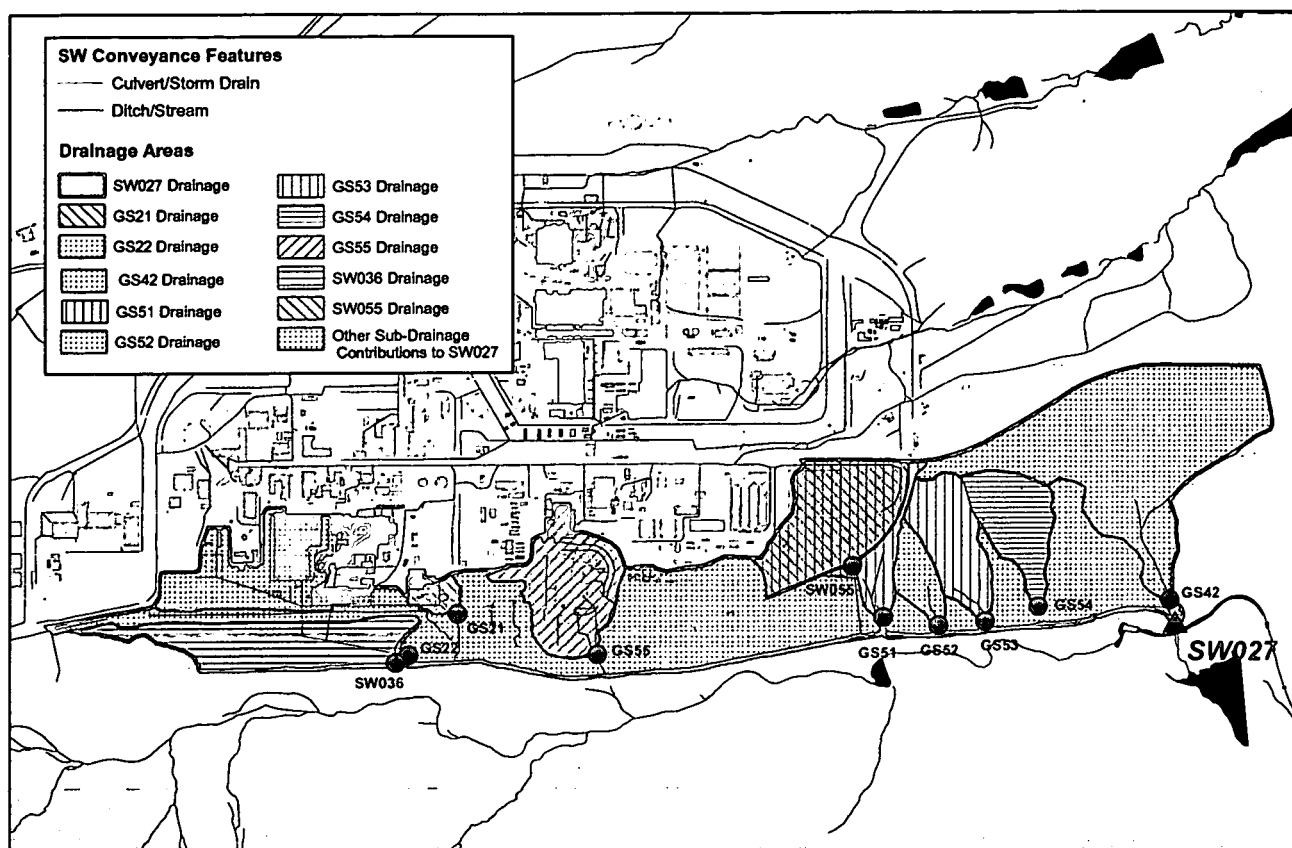 SW Conveyance Features
Culvert/Storm Drain
Ditch/Stream
Drainage Areas
SW027 Drainage
GS21 Drainage
GS22 Drainage
GS42 Drainage
GS51 Drainage
GS52 Drainage
GS53 Drainage
GS54 Drainage
GS55 Drainage
SW036 Drainage
SW055 Drainage
Other Sub-Drainage
Contributions to SW027
SW055
GS42
GS54
GS21
GS53
GS51
GS52
GS22
GS55
SW027
SW036